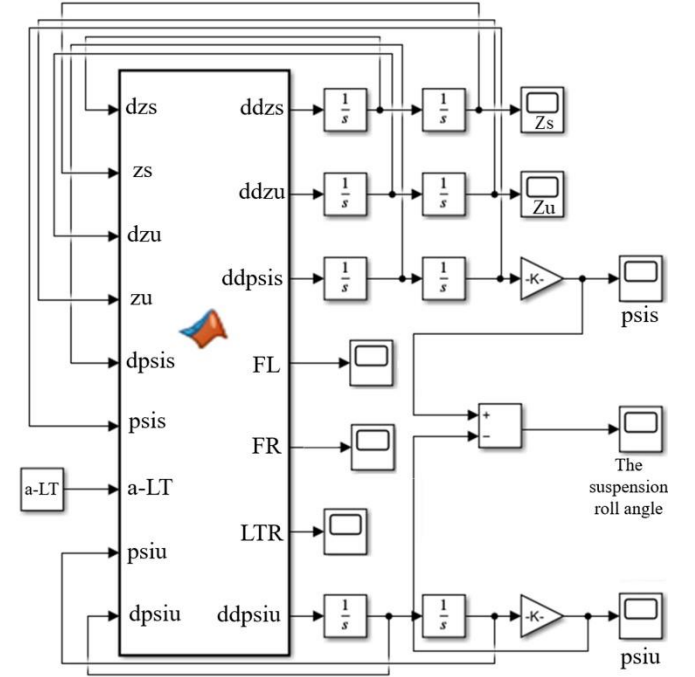 dzs
ddzs
1
s
1
s
Zs
zs
ddzu
1
s
1
s
Zu
dzu
ddpsis
1
s
1
s
-K-
psis
zu
dpsis
FL
psis
FR
+
−
The
suspension
roll angle
a-LT
a-LT
LTR
psiu
dpsiu
ddpsiu
1
s
1
s
-K-
psiu